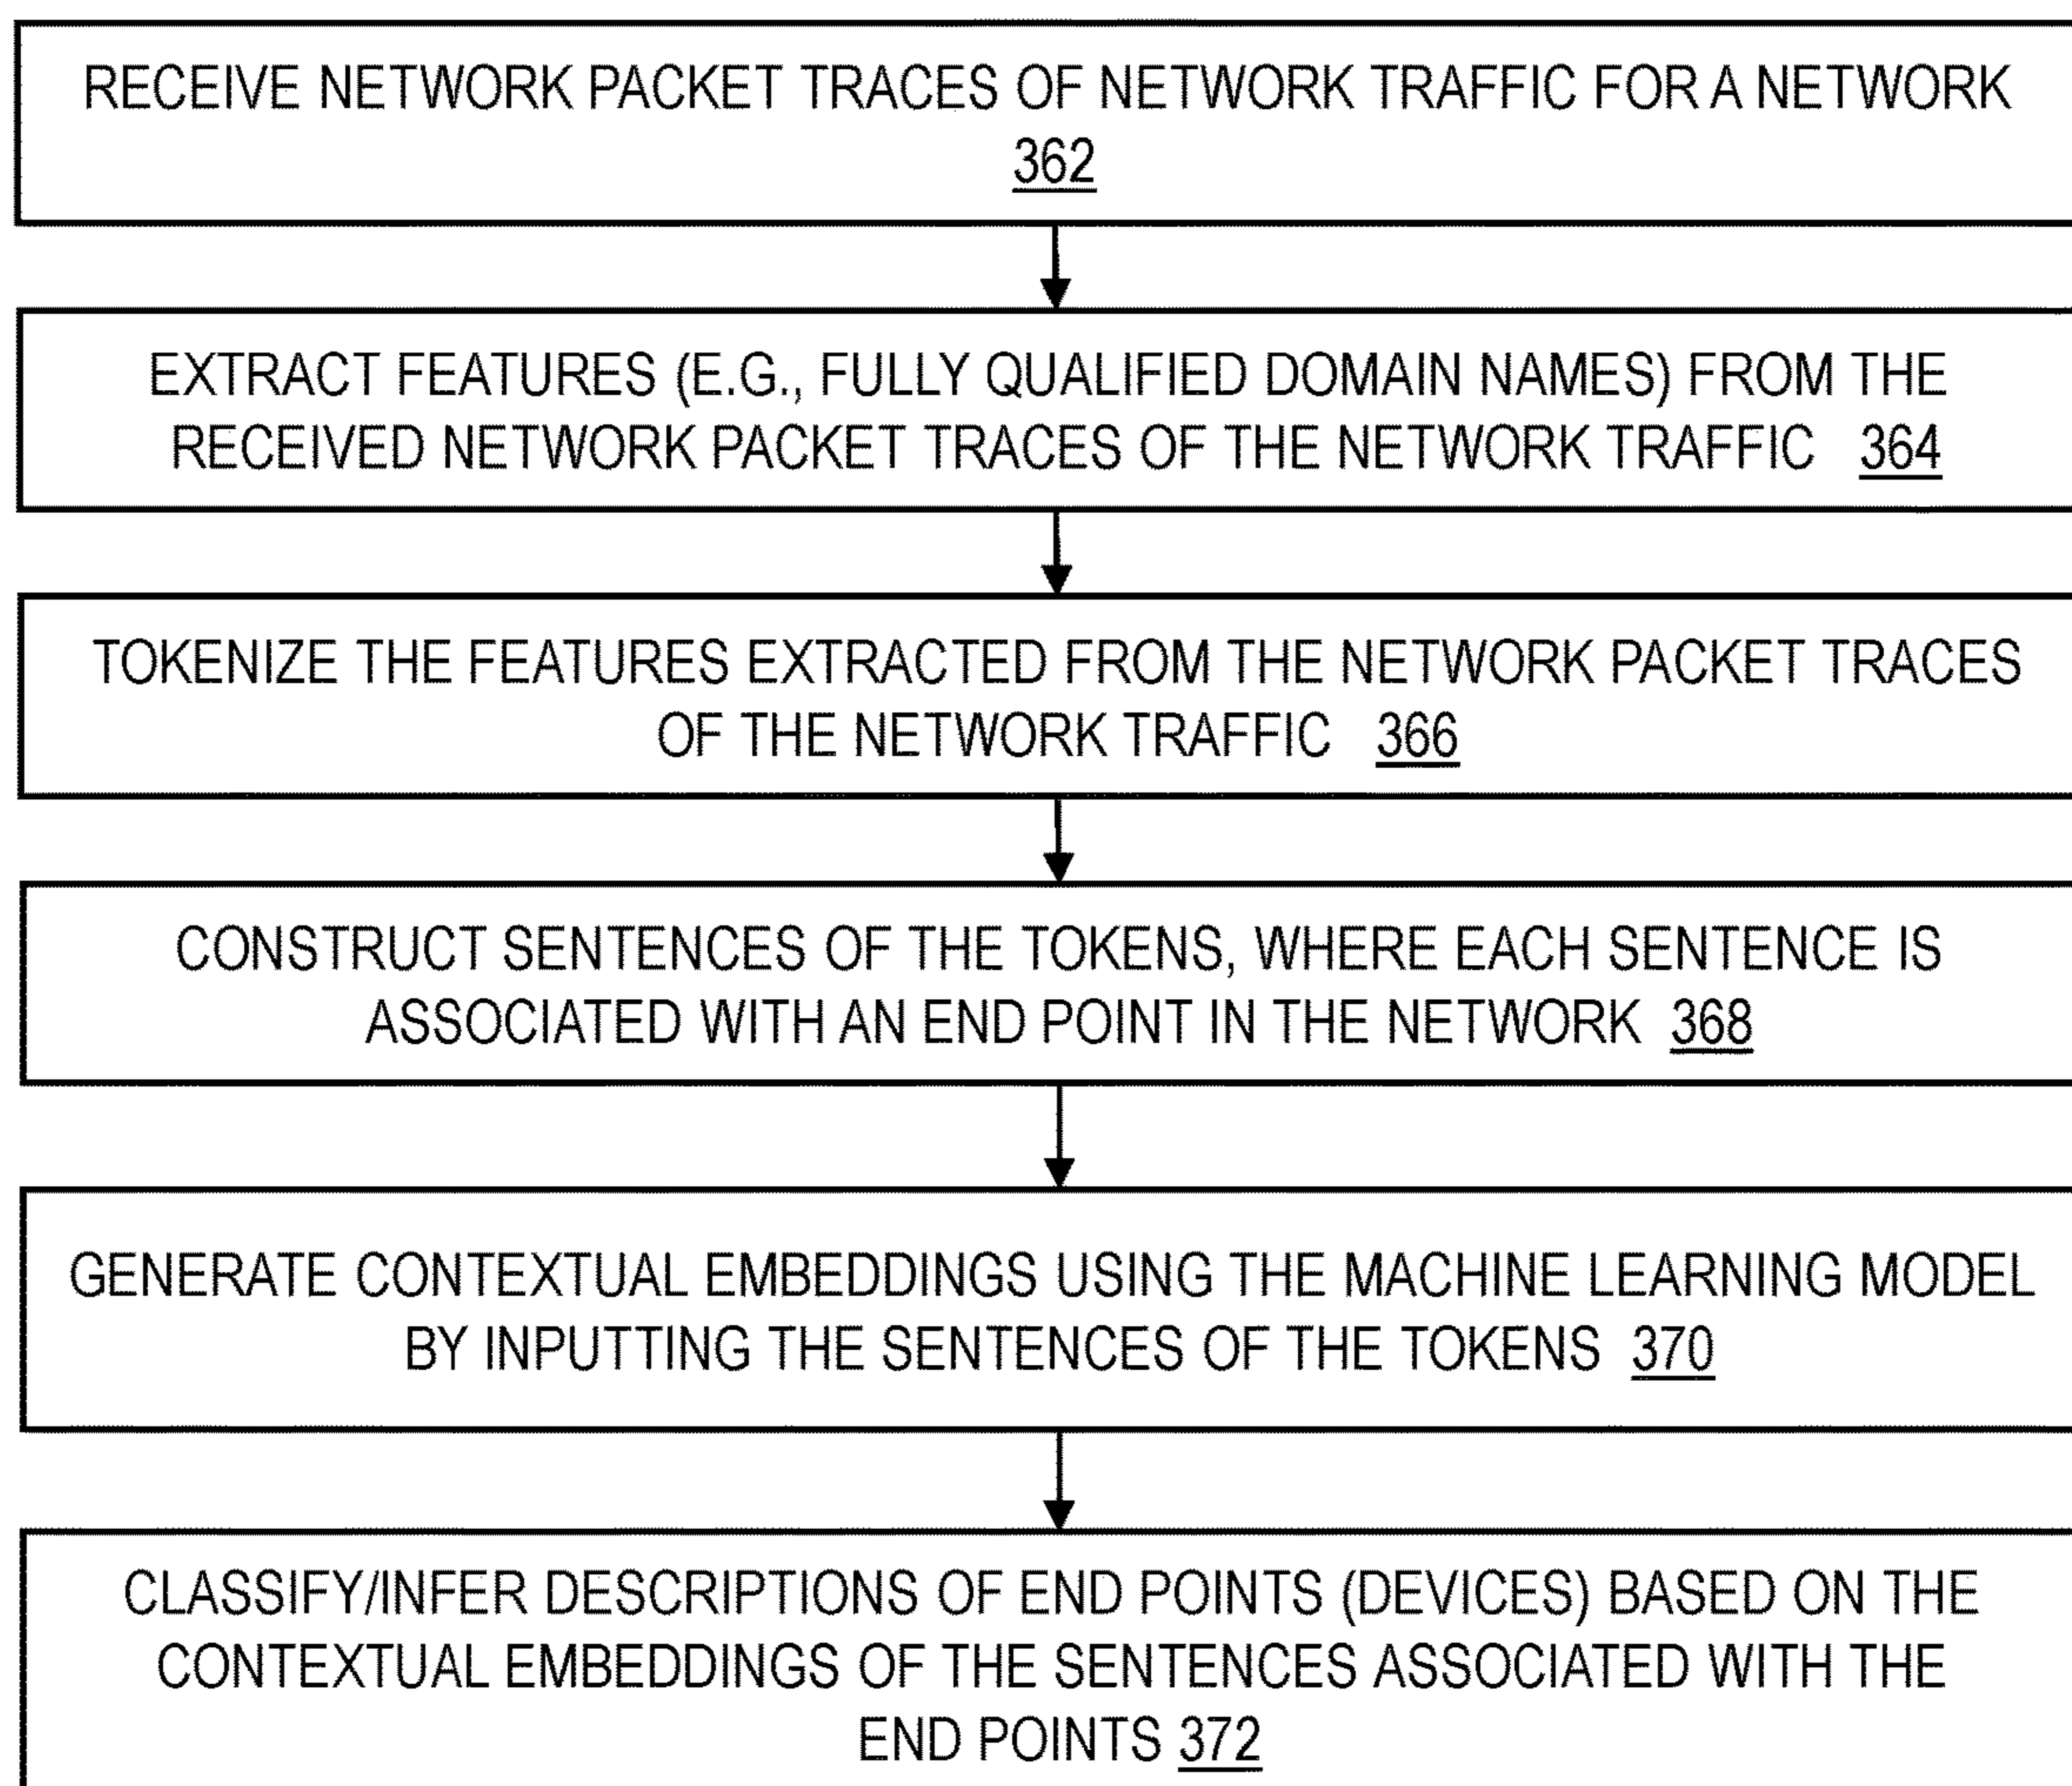 RECEIVE NETWORK PACKET TRACES OF NETWORK TRAFFIC FOR A NETWORK
362
EXTRACT FEATURES (E.G., FULLY QUALIFIED DOMAIN NAMES) FROM THE
RECEIVED NETWORK PACKET TRACES OF THE NETWORK TRAFFIC 364
TOKENIZE THE FEATURES EXTRACTED FROM THE NETWORK PACKET TRACES
OF THE NETWORK TRAFFIC 366
CONSTRUCT SENTENCES OF THE TOKENS, WHERE EACH SENTENCE IS
ASSOCIATED WITH AN END POINT IN THE NETWORK 368
GENERATE CONTEXTUAL EMBEDDINGS USING THE MACHINE LEARNING MODEL
BY INPUTTING THE SENTENCES OF THE TOKENS 370
CLASSIFY/INFER DESCRIPTIONS OF END POINTS (DEVICES) BASED ON THE
CONTEXTUAL EMBEDDINGS OF THE SENTENCES ASSOCIATED WITH THE
END POINTS 372